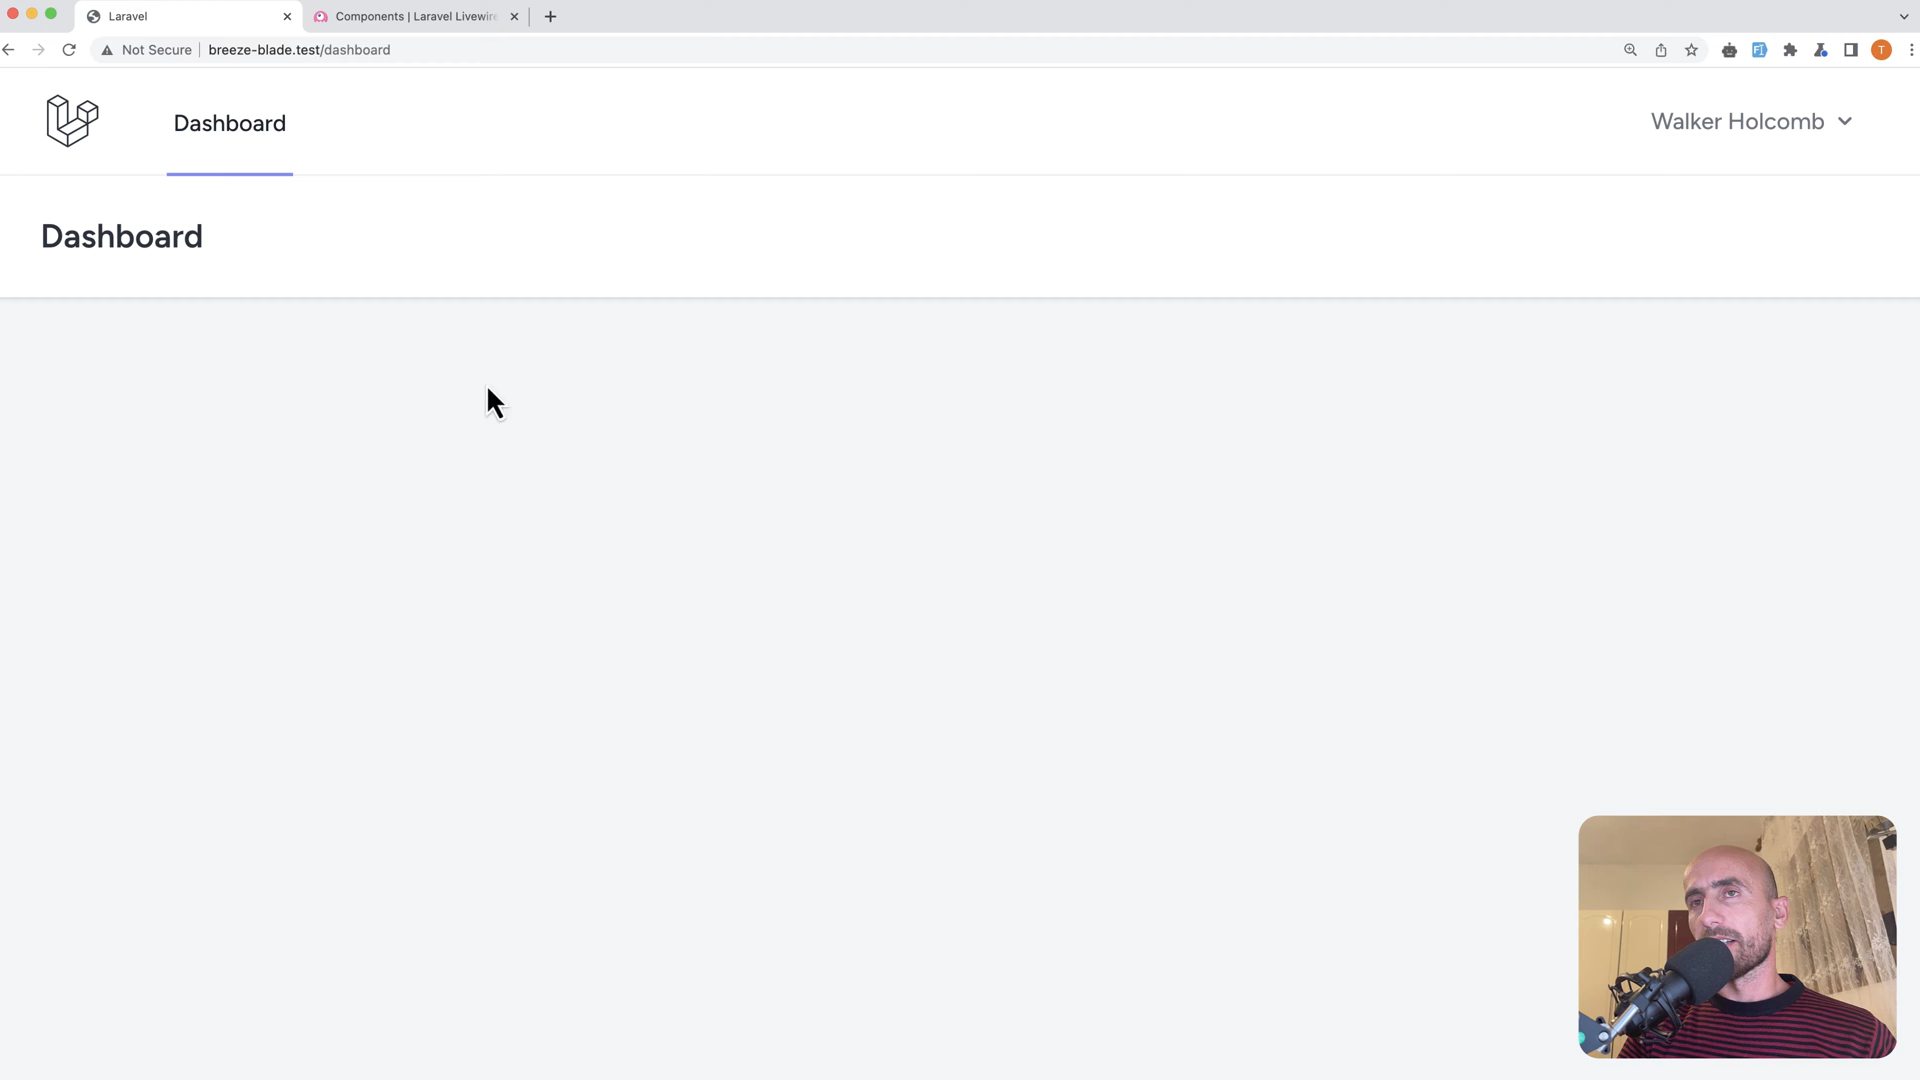 Laravel
Components | Laravel Livewire
Not Secure
breeze-blade.test/dashboard
T
Dashboard
Walker Holcomb
Dashboard